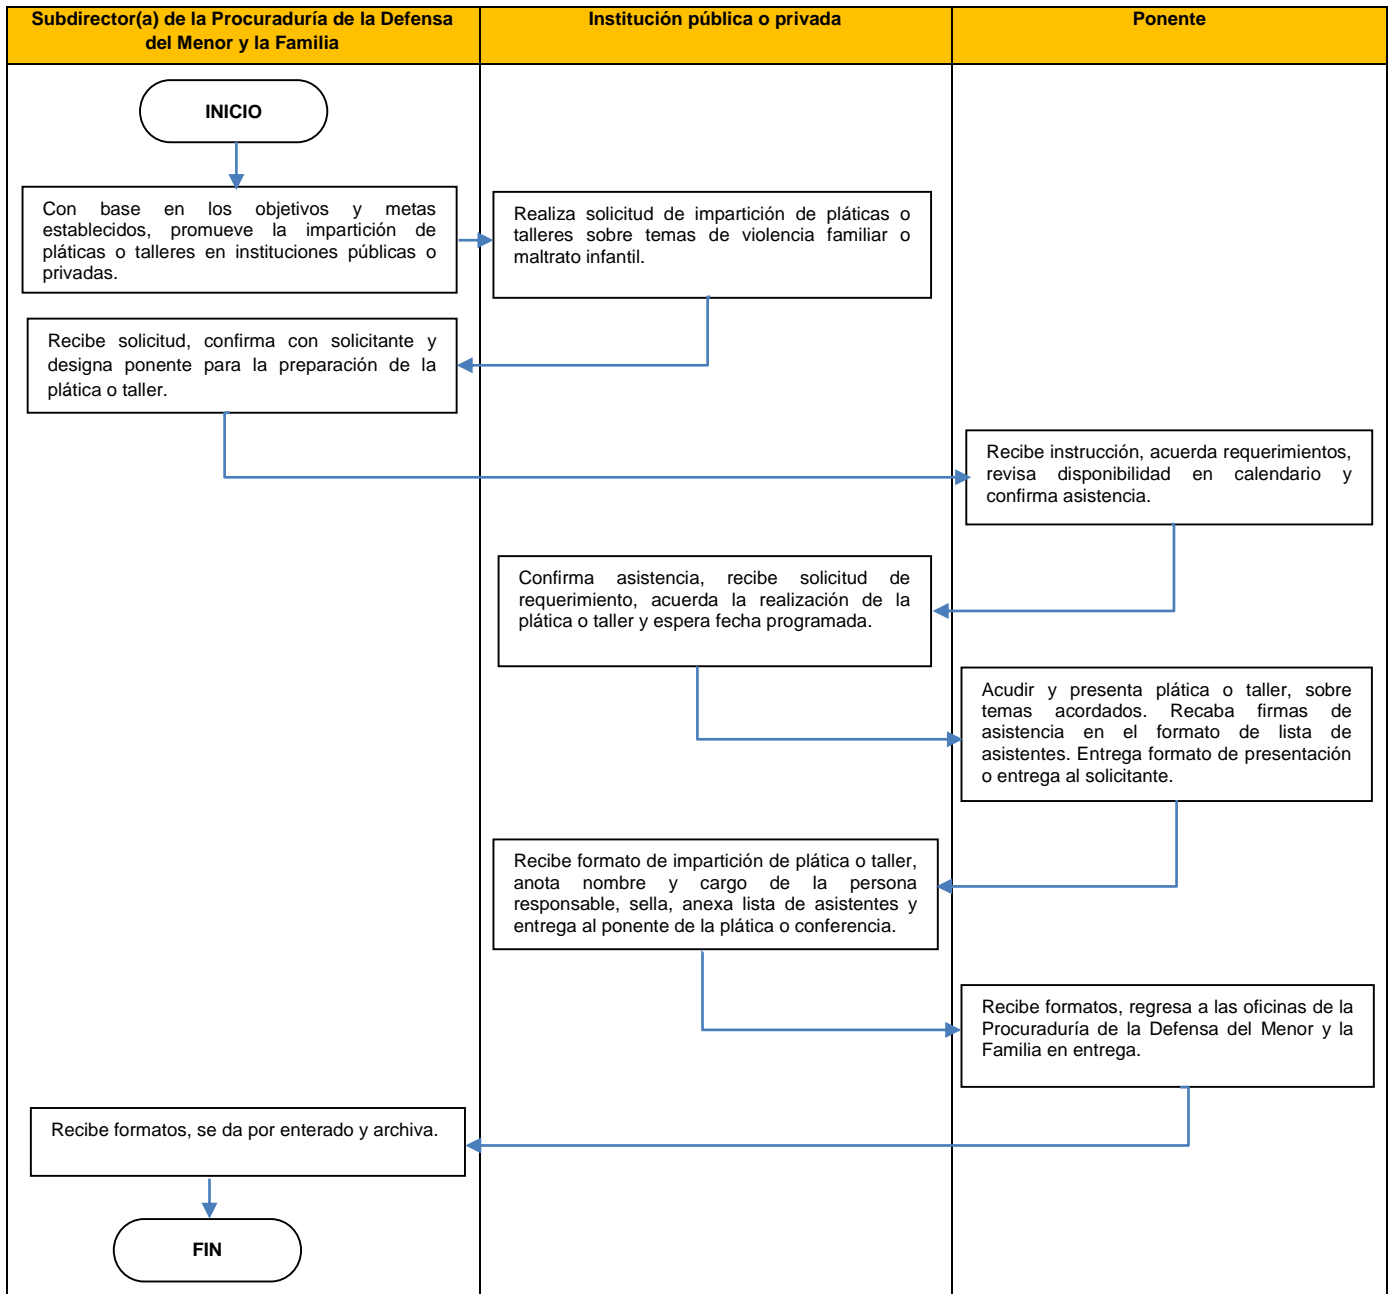 Subdirector(a) de la Procuraduría de la Defensa
del Menor y la Familia
Institución pública o privada
Ponente
INICIO
Con base en los objetivos y metas
establecidos, promueve la impartición de
pláticas o talleres en instituciones públicas o
privadas.
Realiza solicitud de impartición de pláticas o
talleres sobre temas de violencia familiar o
maltrato infantil.
Recibe solicitud, confirma con solicitante y
designa ponente para la preparación de la
plática o taller.
Recibe instrucción, acuerda requerimientos,
revisa disponibilidad en calendario y
confirma asistencia.
Confirma asistencia, recibe solicitud de
requerimiento, acuerda la realización de la
plática o taller y espera fecha programada.
Acudir y presenta plática o taller, sobre
temas acordados. Recaba firmas de
asistencia en el formato de lista de
asistentes. Entrega formato de presentación
o entrega al solicitante.
Recibe formato de impartición de plática o taller,
anota nombre y cargo de la persona
responsable, sella, anexa lista de asistentes y
entrega al ponente de la plática o conferencia.
Recibe formatos, regresa a las oficinas de la
Procuraduría de la Defensa del Menor y la
Familia en entrega.
Recibe formatos, se da por enterado y archiva.
FIN